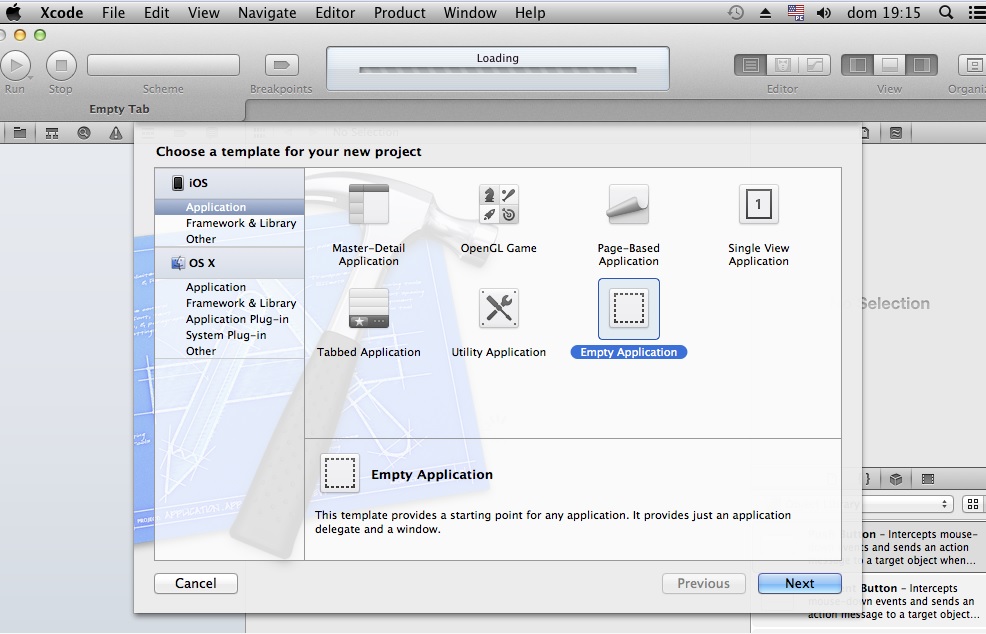 Xcode File Edit View Navigate Editor Product Window Help dom 19:15
Loading
Run Stop Scheme Breakpoints Editor View Organi
Empty Tab
No Selection
Choose a template for your new project
iOS
Application
Framework & Library
Other
OS X
Application
Framework & Library
Application Plug-in
System Plug-in
Other
Master-Detail
Application
OpenGL Game
Page-Based
Application
Single View
Application
1
Tabbed Application
Utility Application
Empty Application
Selection
Empty Application
This template provides a starting point for any application. It provides just an application
delegate and a window.
Cancel Previous Next
Button – Intercepts mouse-
and sends an action
to a target object when...
Button – Intercepts
mouse-down events and sends an
action message to a target object...